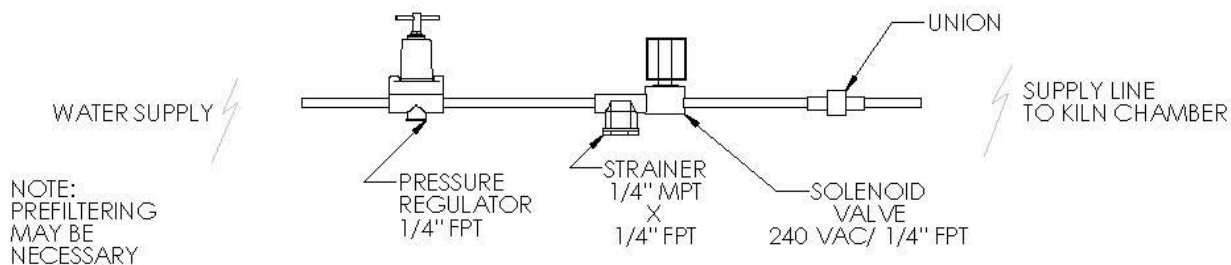 UNION
WATER SUPPLY
SUPPLY LINE
TO KILN CHAMBER
NOTE:
PREFILTERING
MAY BE
NECESSARY
PRESSURE
REGULATOR
1/4" FPT
STRAINER
1/4" MPT
X
1/4" FPT
SOLENOID
VALVE
240 VAC/ 1/4" FPT